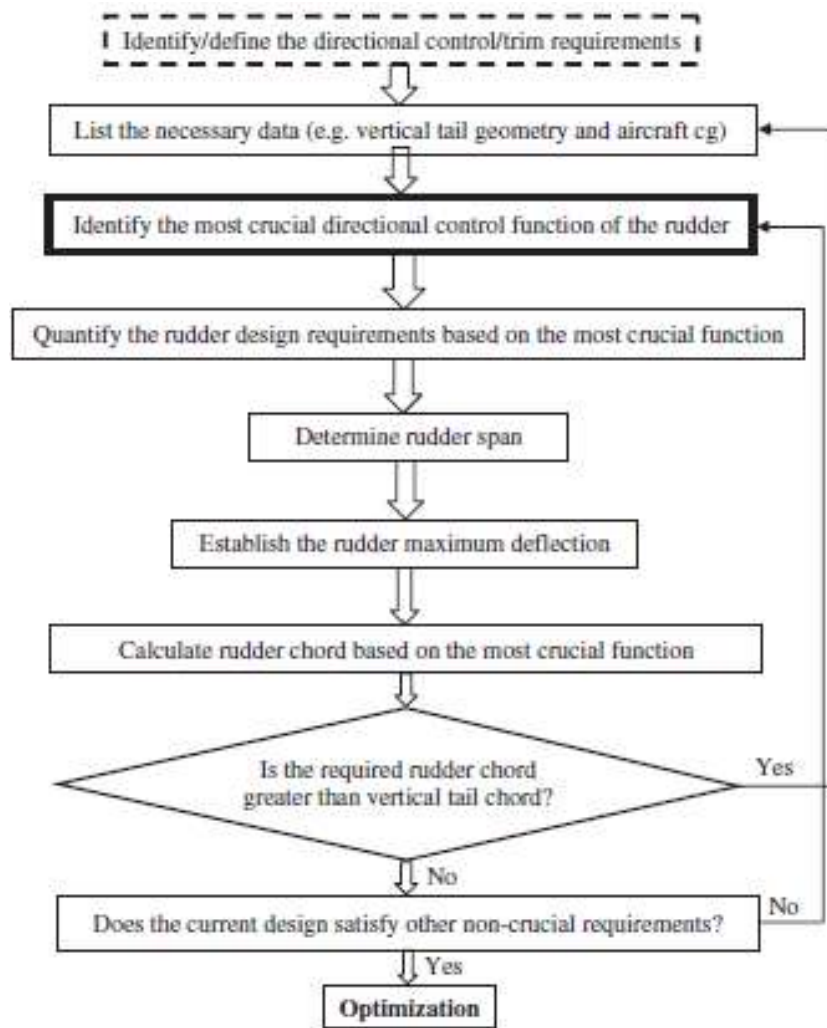 Identify/define the directional control/trim requirements
List the necessary data (e.g. vertical tail geometry and aircraft cg)
Identify the most crucial directional control function of the rudder
Quantify the rudder design requirements based on the most crucial function
Determine rudder span
Establish the rudder maximum deflection
Calculate rudder chord based on the most crucial function
Is the required rudder chord
greater than vertical tail chord?
Yes
No
Does the current design satisfy other non-crucial requirements?
No
Yes
Optimization